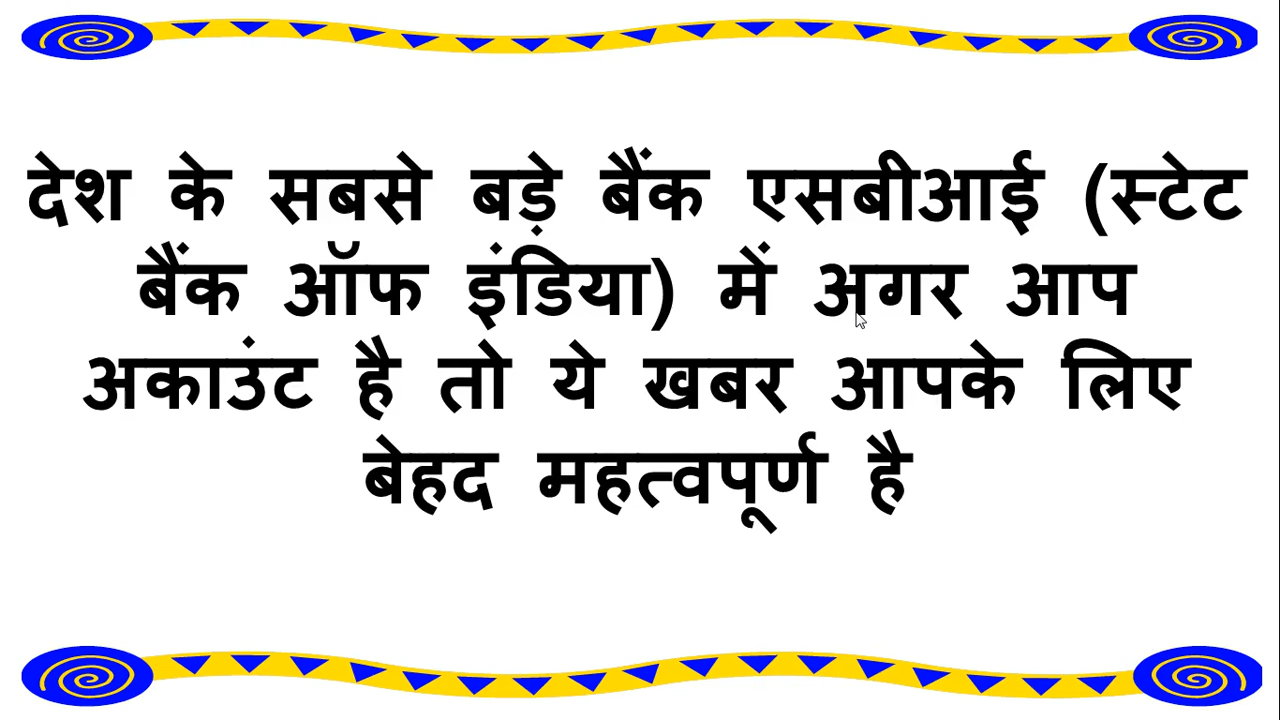 देश के सबसे बड़े बैंक एसबीआई (स्टेट
बैंक ऑफ इंडिया) में अगर आप
अकाउंट है तो ये खबर आपके लिए
बेहद महत्वपूर्ण है